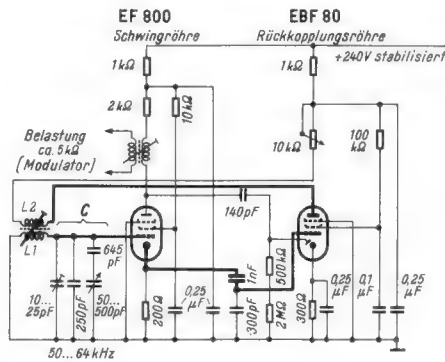 EF 800
Schwingröhre
EBF 80
Rückkopplungsröhre
+240V stabilisiert
1kΩ
1kΩ
2kΩ
10kΩ
Belastung
ca. 5kΩ
(Modulator)
10kΩ
100
kΩ
L2
C
L1
140pF
645
pF
10...
25pF
250pF
50...
500pF
200Ω
0,25
µF
1nF
300pF
500kΩ
2MΩ
300Ω
0,25
µF
0,1
µF
0,25
µF
50...64kHz